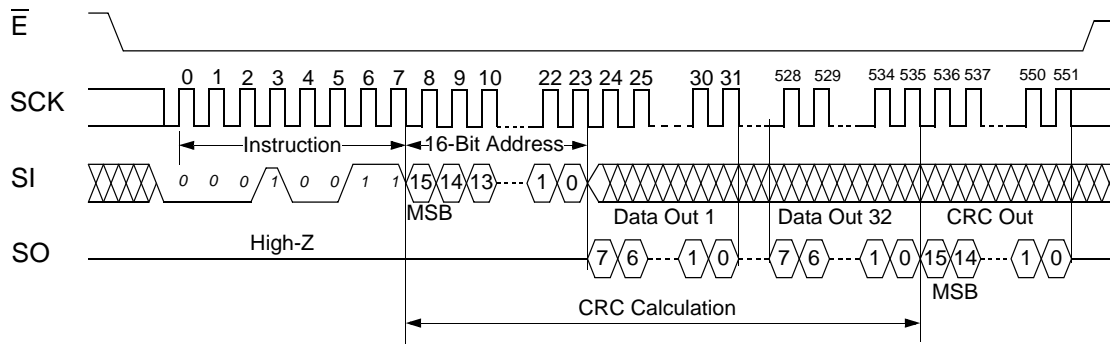 E
0 1 2 3 4 5 6 7 8 9 10 22 23 24 25 30 31 528 529 534 535 536 537 550 551
SCK
Instruction 16-Bit Address
SI 0 0 0 1 0 0 1 1 15 14 13 1 0
MSB Data Out 1 Data Out 32 CRC Out
High-Z
SO 7 6 1 0 7 6 1 0 15 14 1 0
MSB
CRC Calculation